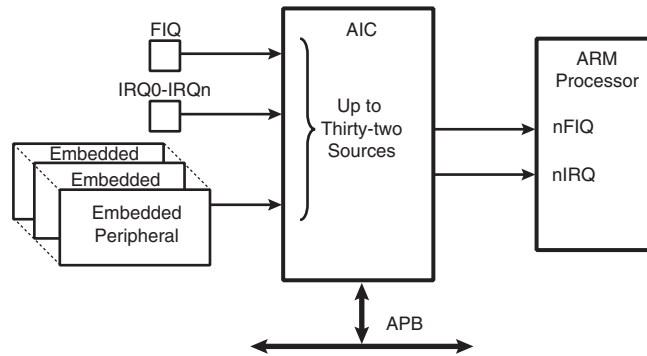 FIQ
IRQ0-IRQn
Embedded
Embedded
Embedded
Peripheral
AIC
Up to
Thirty-two
Sources
ARM
Processor
nFIQ
nIRQ
APB